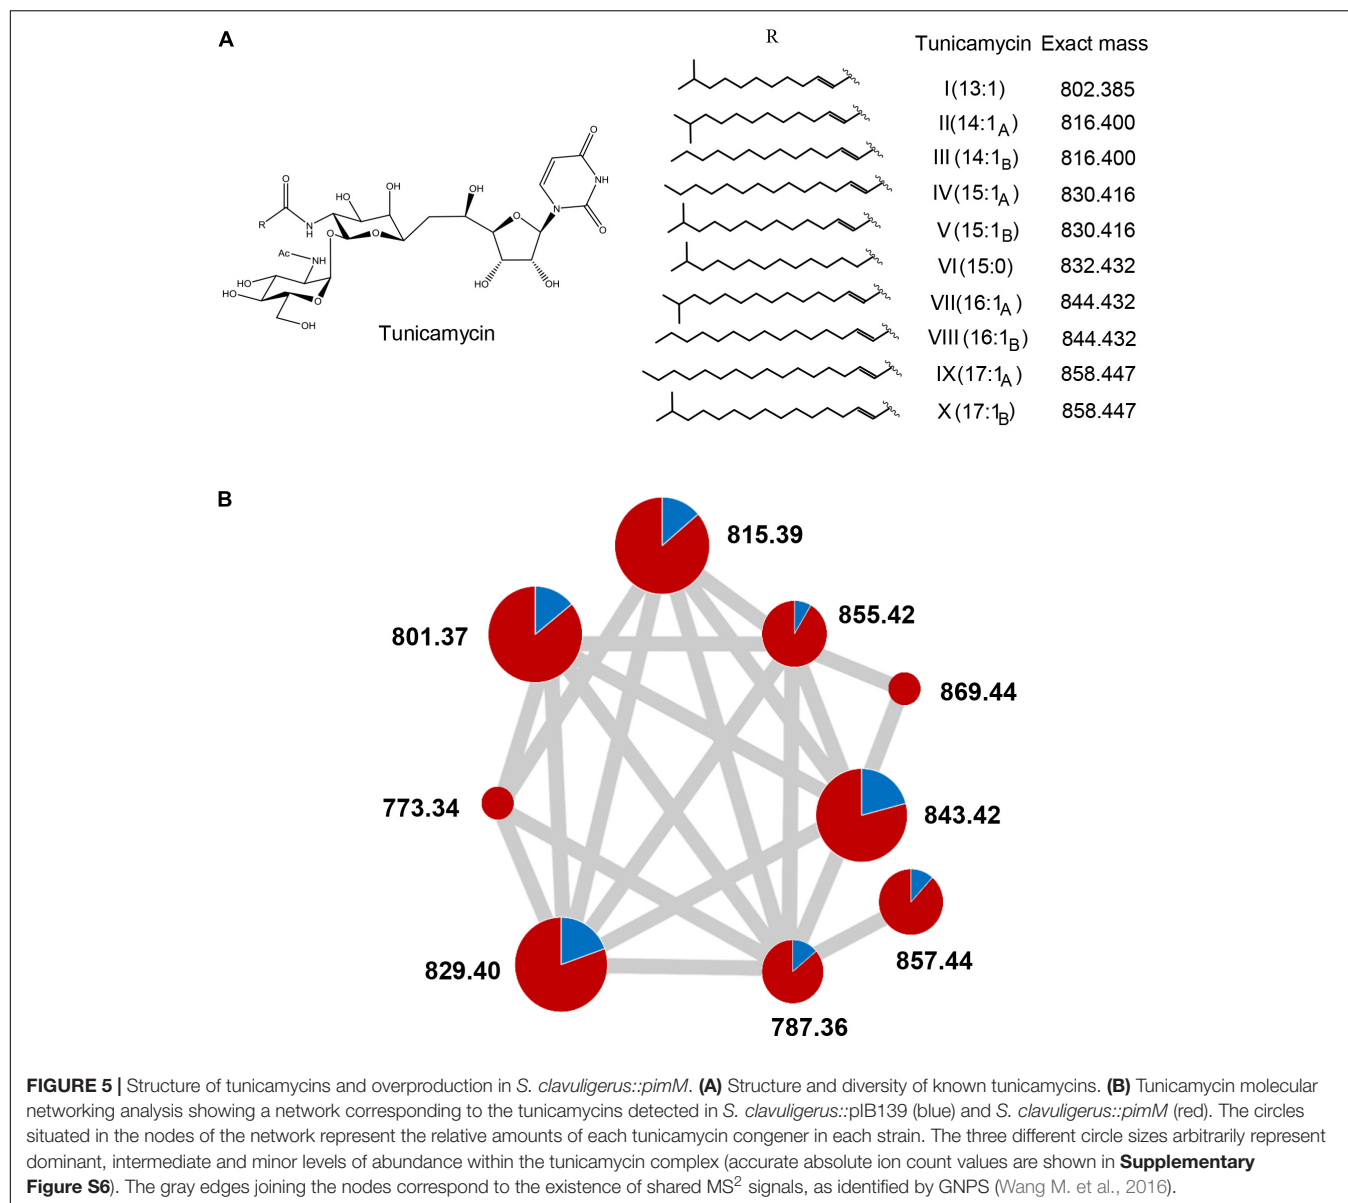 A
R
Tunicamycin Exact mass
I(13:1) 802.385
II(14:1A) 816.400
III(14:1B) 816.400
IV(15:1A) 830.416
V(15:1B) 830.416
VI(15:0) 832.432
VII(16:1A) 844.432
VIII(16:1B) 844.432
IX(17:1A) 858.447
X(17:1B) 858.447
O
O
NH
N
O
OH
O
HO
OH
O
R
N
H
HO
OH
O
O
Ac
NH
HO
HO
O
OH
Tunicamycin
B
815.39
855.42
801.37
869.44
773.34
843.42
829.40
857.44
787.36
FIGURE 5 | Structure of tunicamycins and overproduction in S. clavuligerus::pimM. (A) Structure and diversity of known tunicamycins. (B) Tunicamycin molecular
networking analysis showing a network corresponding to the tunicamycins detected in S. clavuligerus::pIB139 (blue) and S. clavuligerus::pimM (red). The circles
situated in the nodes of the network represent the relative amounts of each tunicamycin congener in each strain. The three different circle sizes arbitrarily represent
dominant, intermediate and minor levels of abundance within the tunicamycin complex (accurate absolute ion count values are shown in Supplementary
Figure S6). The gray edges joining the nodes correspond to the existence of shared MS² signals, as identified by GNPS (Wang M. et al., 2016).